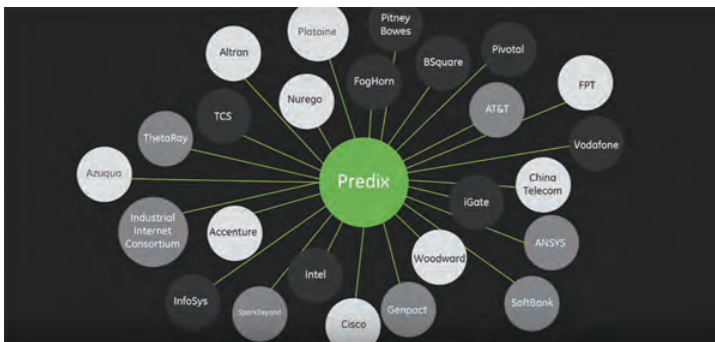 Pitney
Bowes
Plataine
Altran
BSquare
Pivotal
FogHorn
FPT
Nurego
AT&T
TCS
ThetaRay
Vodafone
Azuqua
Predix
China
Telecom
iGate
Industrial
Internet
Consortium
Accenture
ANSYS
Woodward
Intel
InfoSys
SparkBeyond
Genpact
SoftBank
Cisco